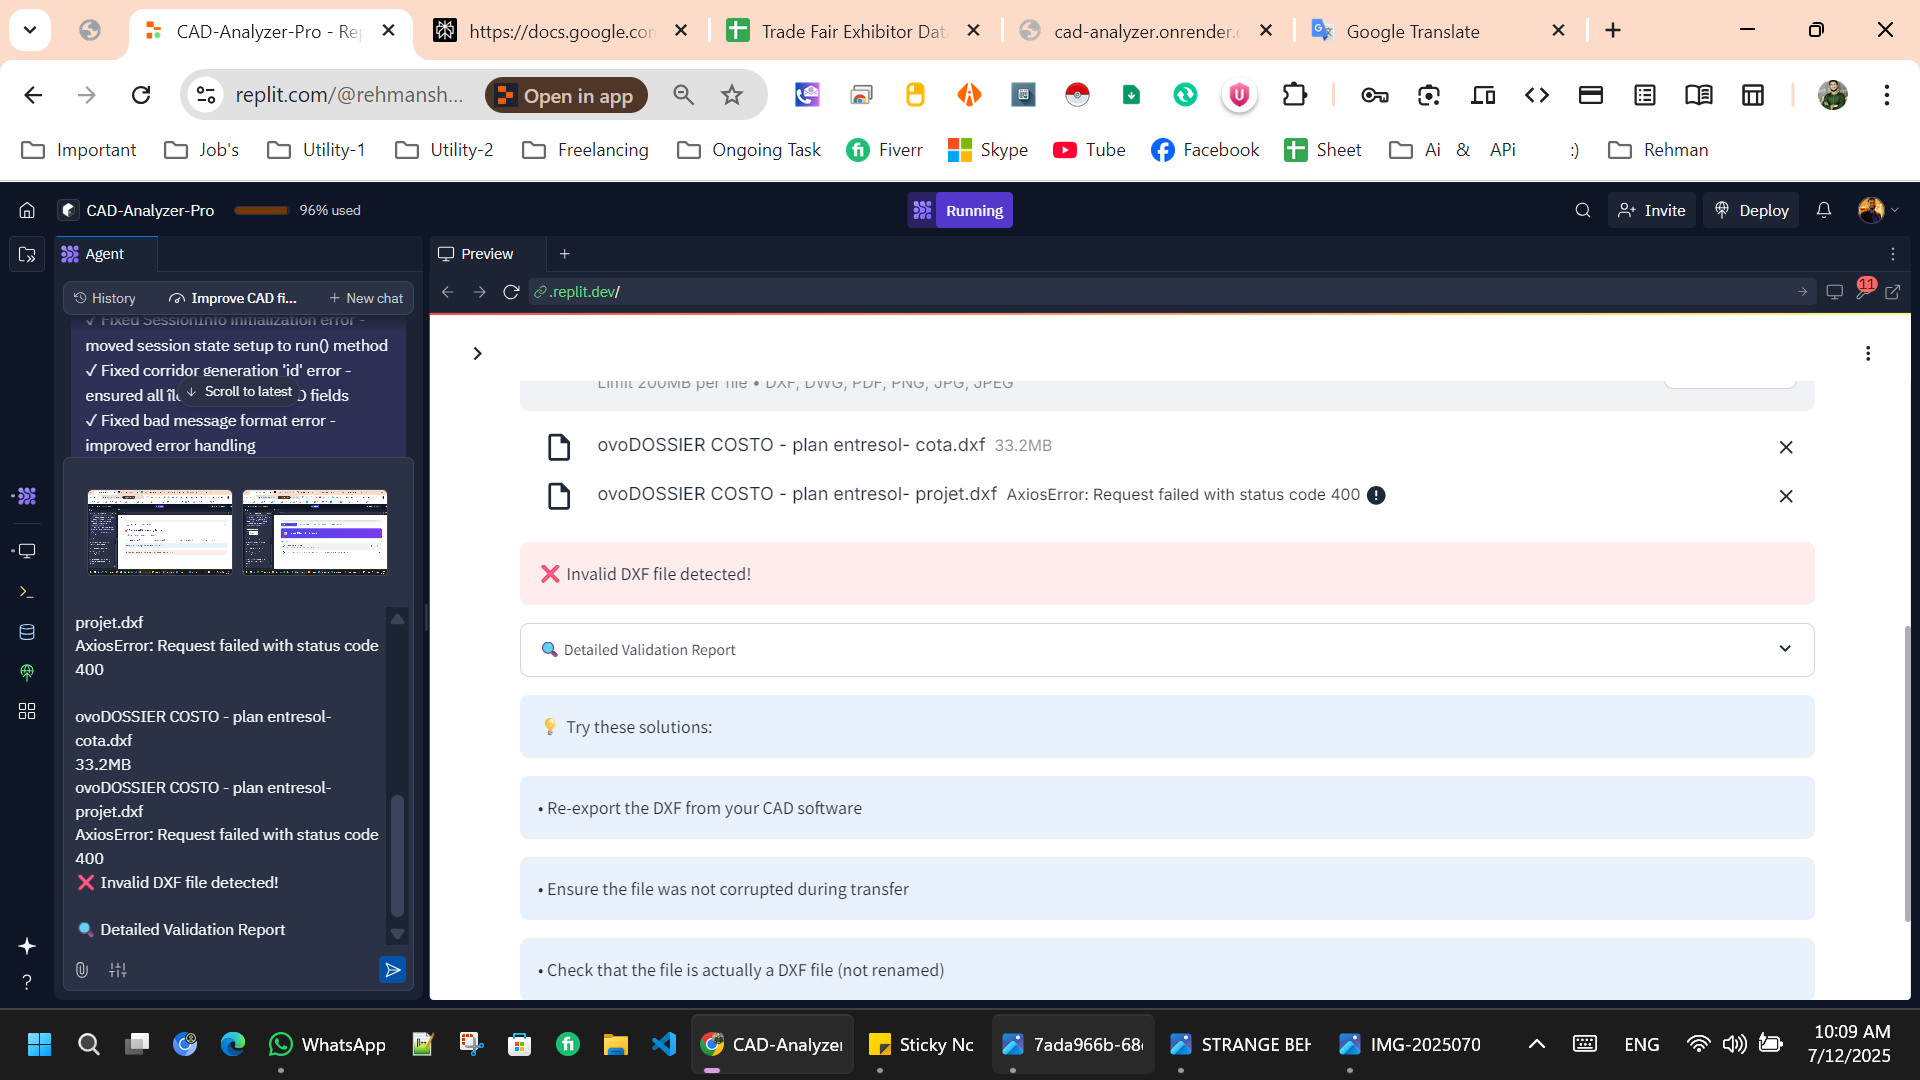 CAD-Analyzer-Pro - Rep
https://docs.google.con
Trade Fair Exhibitor Dat
cad-analyzer.onrender.c
Google Translate
replit.com/@rehmansh...
Open in app
Important
Job's
Utility-1
Utility-2
Freelancing
Ongoing Task
Fiverr
Skype
Tube
Facebook
Sheet
Ai & APi :)
Rehman
CAD-Analyzer-Pro
96% used
Running
Invite
Deploy
Agent
Preview
History
Improve CAD fi...
New chat
.replit.dev/
11
✓ Fixed SessionInfo initialization error -
moved session state setup to run() method
✓ Fixed corridor generation 'id' error -
ensured all îlo
D fields
Scroll to latest
✓ Fixed bad message format error -
improved error handling
projet.dxf
AxiosError: Request failed with status code
400
ovoDOSSIER COSTO - plan entresol-
cota.dxf
33.2MB
ovoDOSSIER COSTO - plan entresol-
projet.dxf
AxiosError: Request failed with status code
400
❌ Invalid DXF file detected!
🔍 Detailed Validation Report
Limit 200MB per file • DXF, DWG, PDF, PNG, JPG, JPEG
ovoDOSSIER COSTO - plan entresol- cota.dxf 33.2MB
ovoDOSSIER COSTO - plan entresol- projet.dxf AxiosError: Request failed with status code 400
❌ Invalid DXF file detected!
🔍 Detailed Validation Report
💡 Try these solutions:
• Re-export the DXF from your CAD software
• Ensure the file was not corrupted during transfer
• Check that the file is actually a DXF file (not renamed)
WhatsApp
CAD-Analyzer
Sticky No
7ada966b-68
STRANGE BEH
IMG-2025070
ENG
10:09 AM
7/12/2025